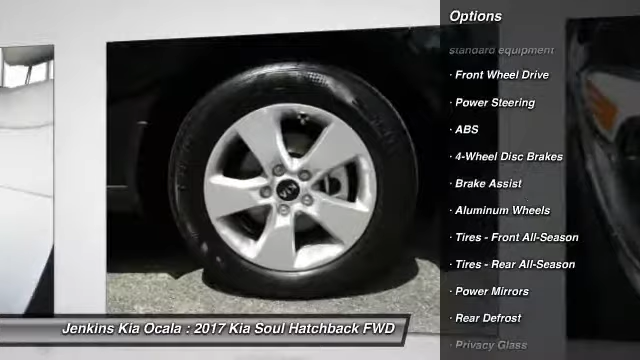 Options
standard equipment
· Front Wheel Drive
· Power Steering
· ABS
· 4-Wheel Disc Brakes
· Brake Assist
· Aluminum Wheels
· Tires - Front All-Season
· Tires - Rear All-Season
· Power Mirrors
· Rear Defrost
· Privacy Glass
Jenkins Kia Ocala : 2017 Kia Soul Hatchback FWD